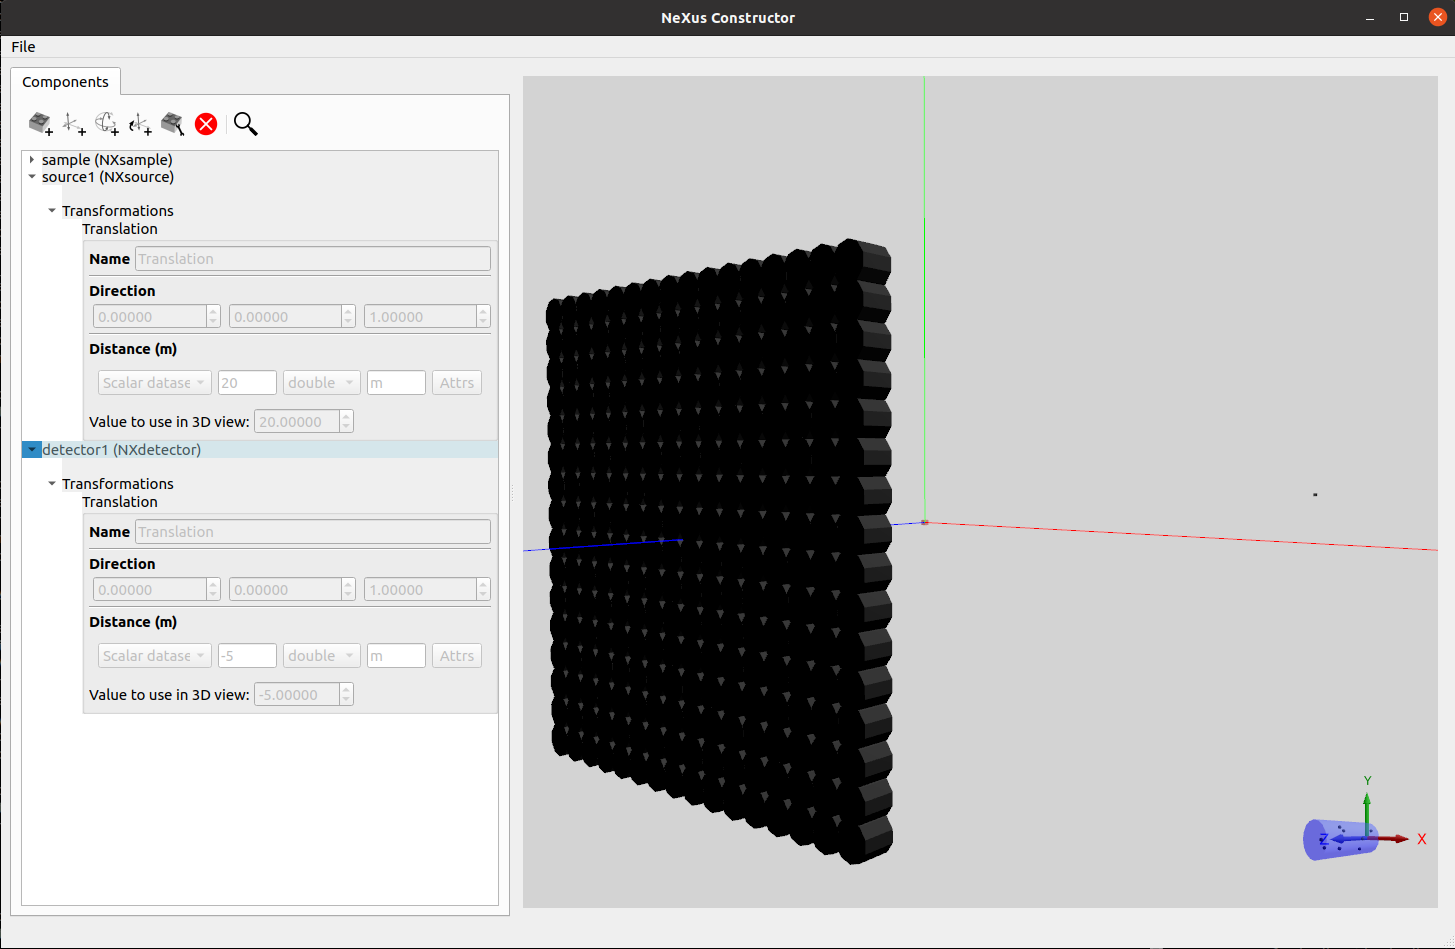 NeXus Constructor
File
Components
sample (NXsample)
source1 (NXsource)
Transformations
Translation
Name Translation
Direction
0.00000 0.00000 1.00000
Distance (m)
Scalar datase 20 double m Attrs
Value to use in 3D view: 20.00000
detector1 (NXdetector)
Transformations
Translation
Name Translation
Direction
0.00000 0.00000 1.00000
Distance (m)
Scalar datase -5 double m Attrs
Value to use in 3D view: -5.00000
Y
Z X